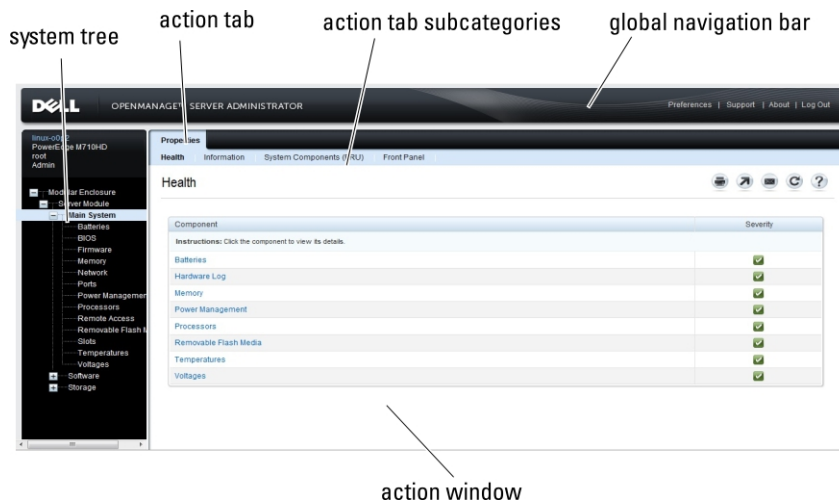 system tree
action tab
action tab subcategories
global navigation bar
DELL
OPENMANAGE™ SERVER ADMINISTRATOR
Preferences | Support | About | Log Out
PowerEdge M710HD
root
Admin
Properties
Health
Information
System Components (FRU)
Front Panel
Health
Modular Enclosure
Server Module
Main System
Batteries
BIOS
Firmware
Memory
Network
Ports
Power Managemen
Processors
Remote Access
Removable Flash M
Slots
Temperatures
Voltages
Software
Storage
Component
Severity
Instructions: Click the component to view its details.
Batteries
Hardware Log
Memory
Power Management
Processors
Removable Flash Media
Temperatures
Voltages
action window